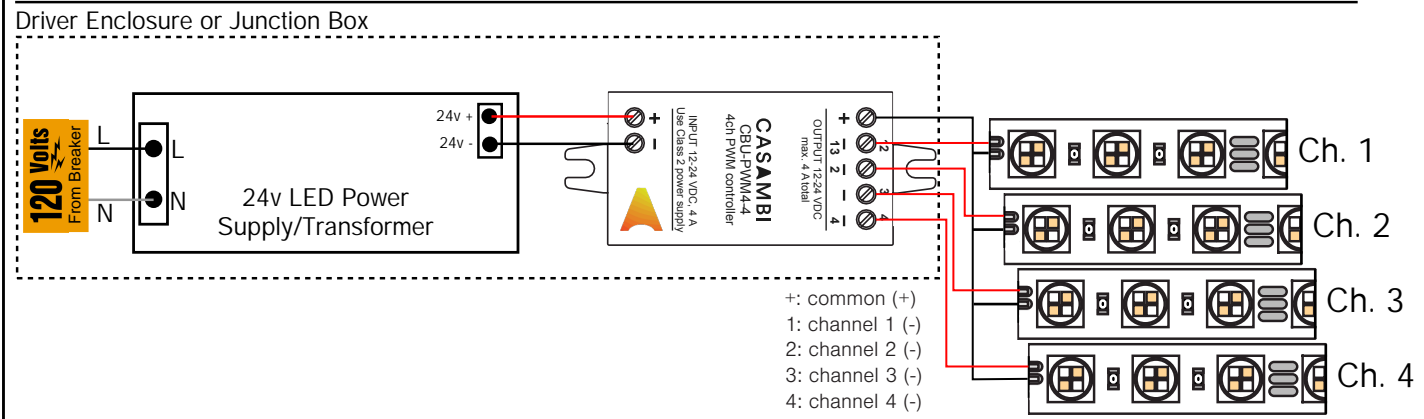 Driver Enclosure or Junction Box
120 Volts
From Breaker
L
N
L
N
24v LED Power
Supply/Transformer
24v +
24v -
+
-
INPUT 12-24 VDC, 4 A
Use Class 2 power supply
CASAMBI
CBU-PWM4-4
4ch PWM controller
OUTPUT 12-24 VDC
max. 4 A total
+
- 13 12
- 2
- 3
- 4 4
Ch. 1
Ch. 2
Ch. 3
Ch. 4
+: common (+)
1: channel 1 (-)
2: channel 2 (-)
3: channel 3 (-)
4: channel 4 (-)